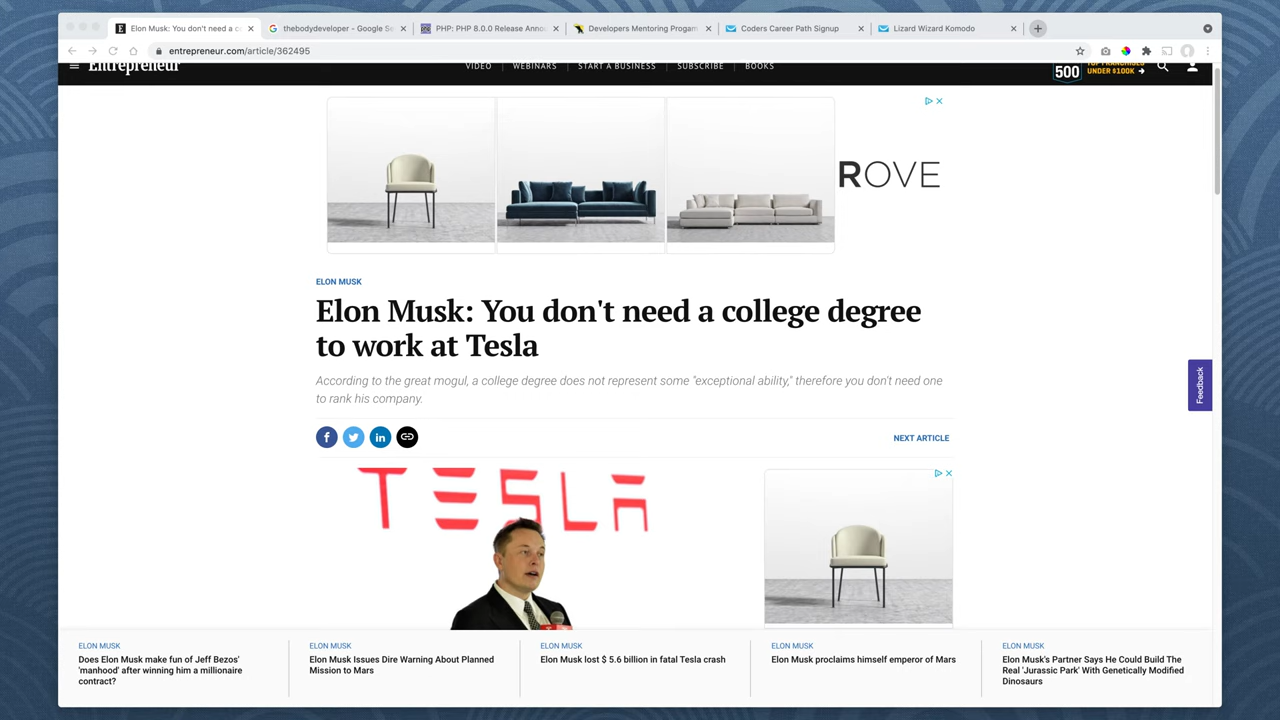 Elon Musk: You don't need a c
thebodydeveloper - Google Se
PHP: PHP 8.0.0 Release Anno
Developers Mentoring Progam
Coders Career Path Signup
Lizard Wizard Komodo
entrepreneur.com/article/362495
Entrepreneur
VIDEO
WEBINARS
START A BUSINESS
SUBSCRIBE
BOOKS
500
TOP FRANCHISES
UNDER $100K
ROVE
ELON MUSK
Elon Musk: You don't need a college degree
to work at Tesla
According to the great mogul, a college degree does not represent some "exceptional ability," therefore you don't need one
to rank his company.
NEXT ARTICLE
Feedback
TESLA
ELON MUSK
Does Elon Musk make fun of Jeff Bezos'
'manhood' after winning him a millionaire
contract?
ELON MUSK
Elon Musk Issues Dire Warning About Planned
Mission to Mars
ELON MUSK
Elon Musk lost $ 5.6 billion in fatal Tesla crash
ELON MUSK
Elon Musk proclaims himself emperor of Mars
ELON MUSK
Elon Musk's Partner Says He Could Build The
Real 'Jurassic Park' With Genetically Modified
Dinosaurs